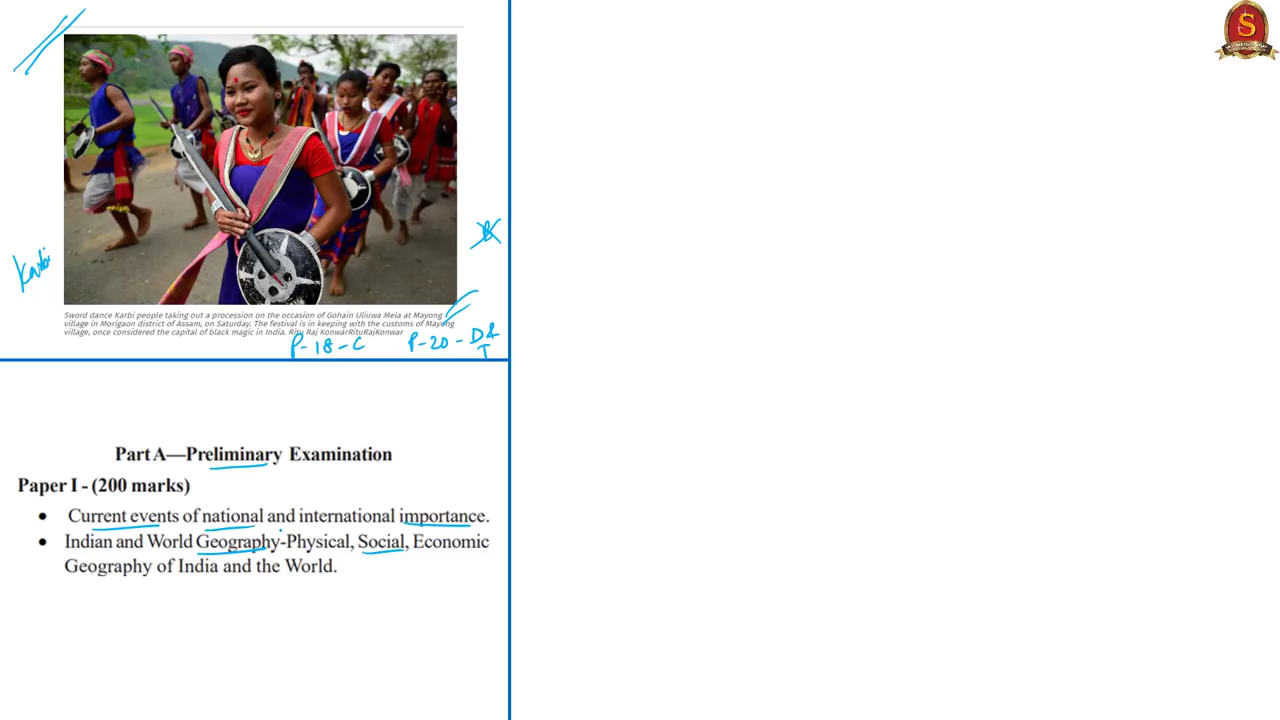 Karbi
Sword dance Karbi people taking out a procession on the occasion of Gohain Uliuwa Mela at Mayong
village in Morigaon district of Assam, on Saturday. The festival is in keeping with the customs of Mayong
village, once considered the capital of black magic in India. Ritu Raj KonwarRituRajKonwar
P-18-C P-20-D&
T
Part A—Preliminary Examination
Paper I - (200 marks)
• Current events of national and international importance.
• Indian and World Geography-Physical, Social, Economic
Geography of India and the World.
S